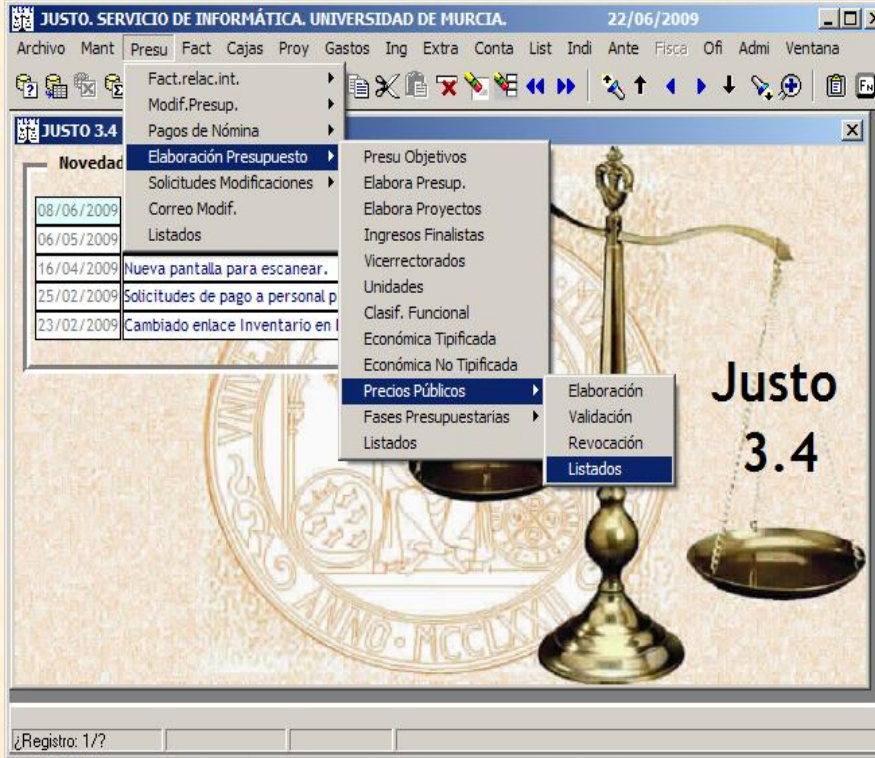 JUSTO. SERVICIO DE INFORMÁTICA. UNIVERSIDAD DE MURCIA. 22/06/2009
Archivo Mant Presu Fact Cajas Proy Gastos Ing Extra Conta List Indi Ante Fisca Ofi Admi Ventana
Fact.relac.int.
Modif.Presup.
Pagos de Nómina
Elaboración Presupuesto
Solicitudes Modificaciones
Correo Modif.
Listados
JUSTO 3.4
Novedad
08/06/2009
06/05/2009
16/04/2009 Nueva pantalla para escanear.
25/02/2009 Solicitudes de pago a personal p
23/02/2009 Cambiado enlace Inventario en
Presu Objetivos
Elabora Presup.
Elabora Proyectos
Ingresos Finalistas
Vicerrectorados
Unidades
Clasif. Funcional
Económica Tipificada
Económica No Tipificada
Precios Públicos
Fases Presupuestarias
Listados
Elaboración
Validación
Revocación
Listados
Justo
3.4
ANNO · MCCLXXII
¿Registro: 1/?